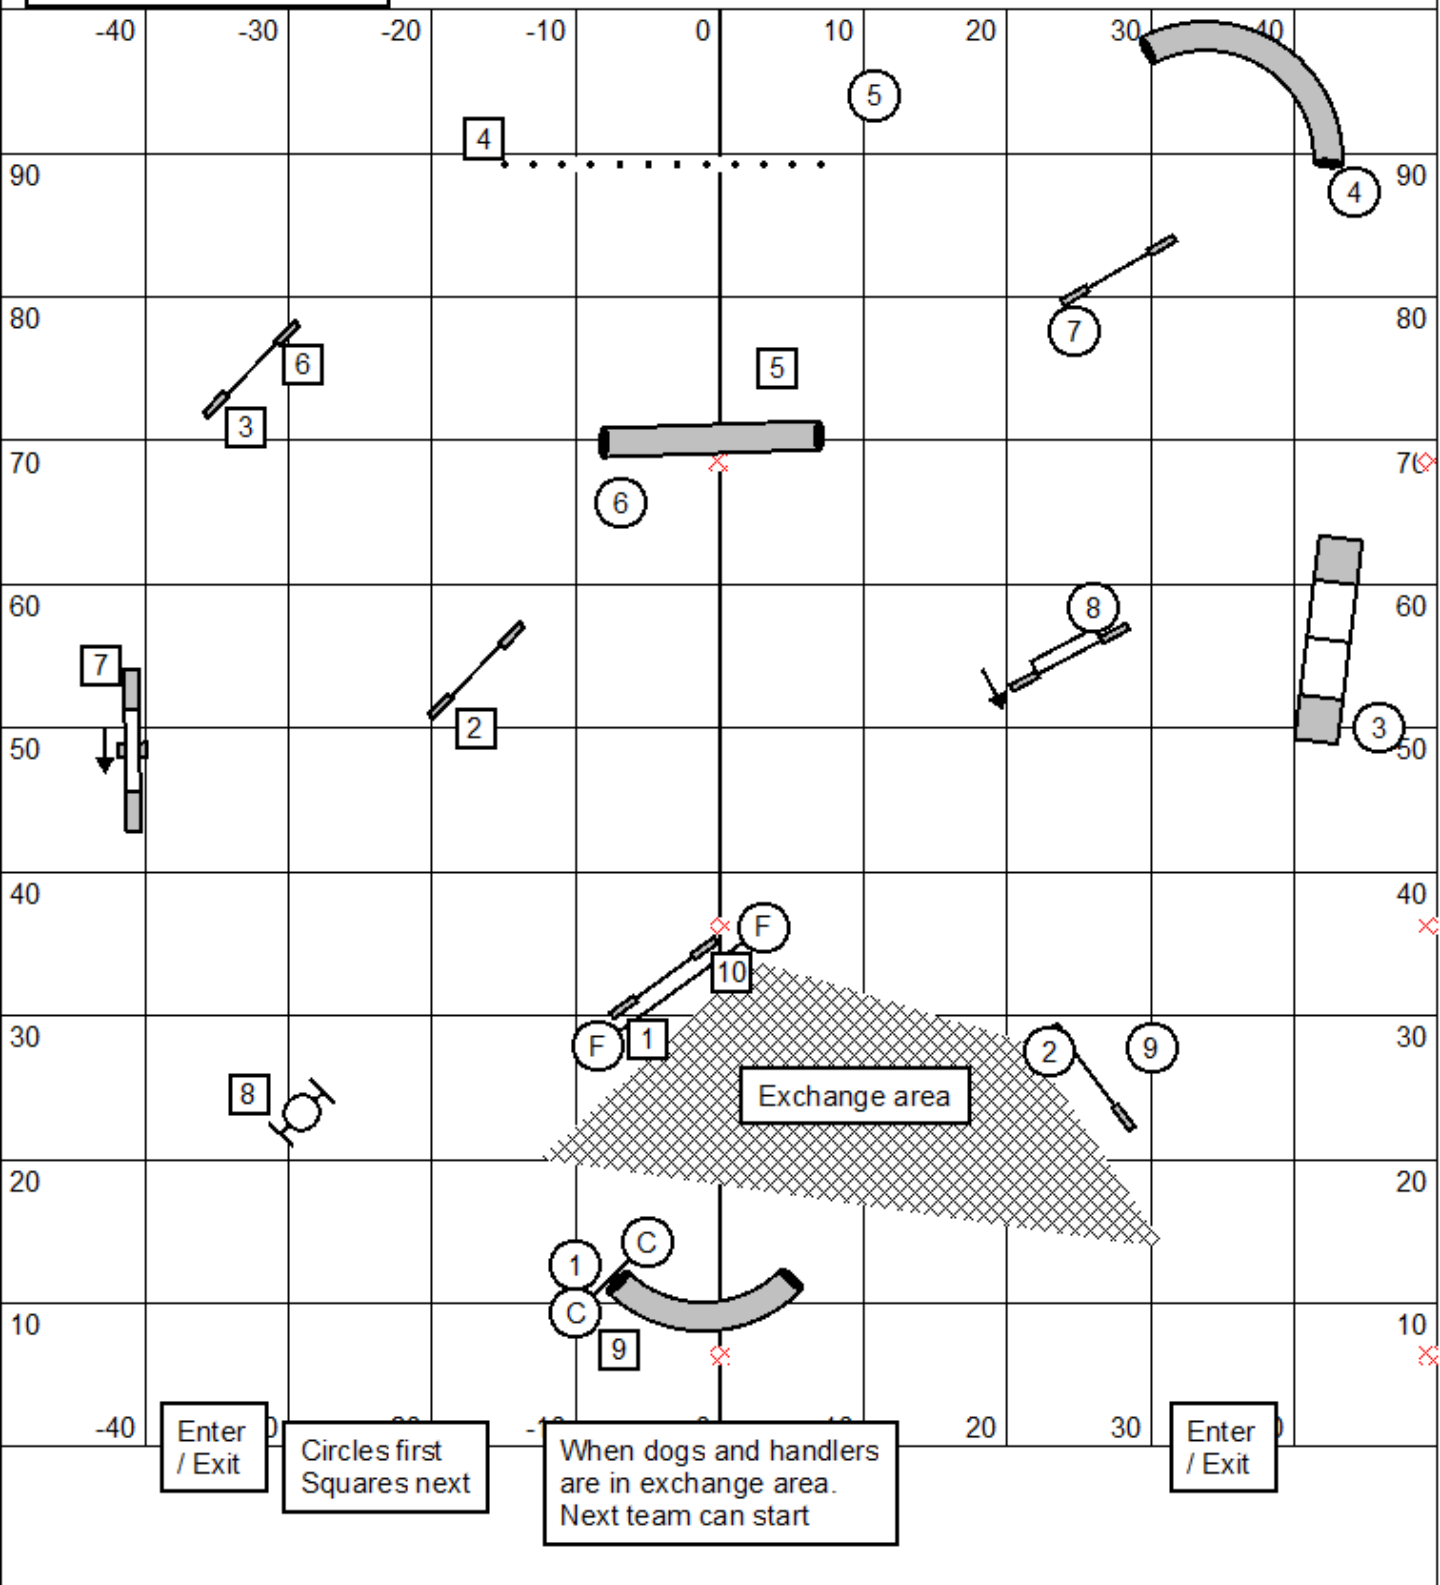 -40 -30 -20 -10 0 10 20 30 40
5
4
90 90
4
7
80 80
6
5
3
70 70
6
60 8 60
7
2 3
50 50
40 40
F
10
30 F 1 2 9 30
8 Exchange area
20 20
C
1
C
10 9 10
-40 -10 0 10 20 30
Enter
/ Exit
Circles first
Squares next
When dogs and handlers
are in exchange area.
Next team can start
Enter
/ Exit